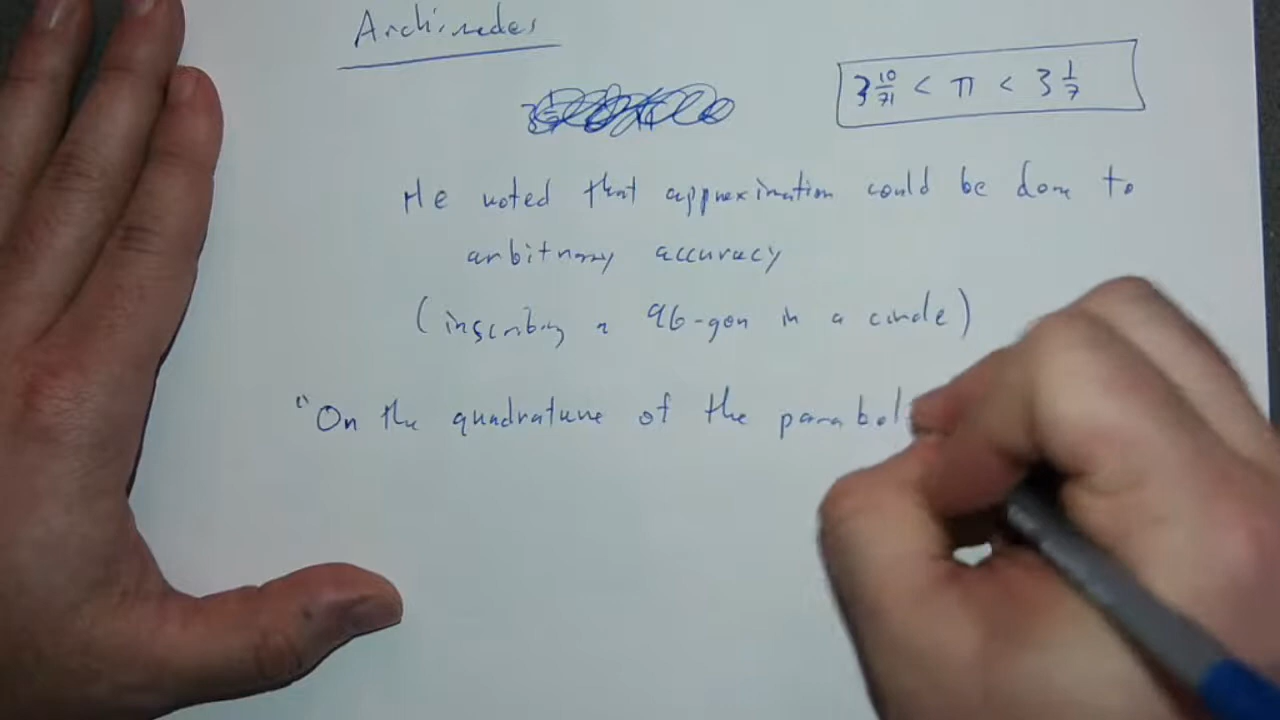 Archimedes
3 10/71 < π < 3 1/7
He noted that approximation could be done to
arbitrary accuracy
(inscribing a 96-gon in a circle)
"On the quadrature of the parabol